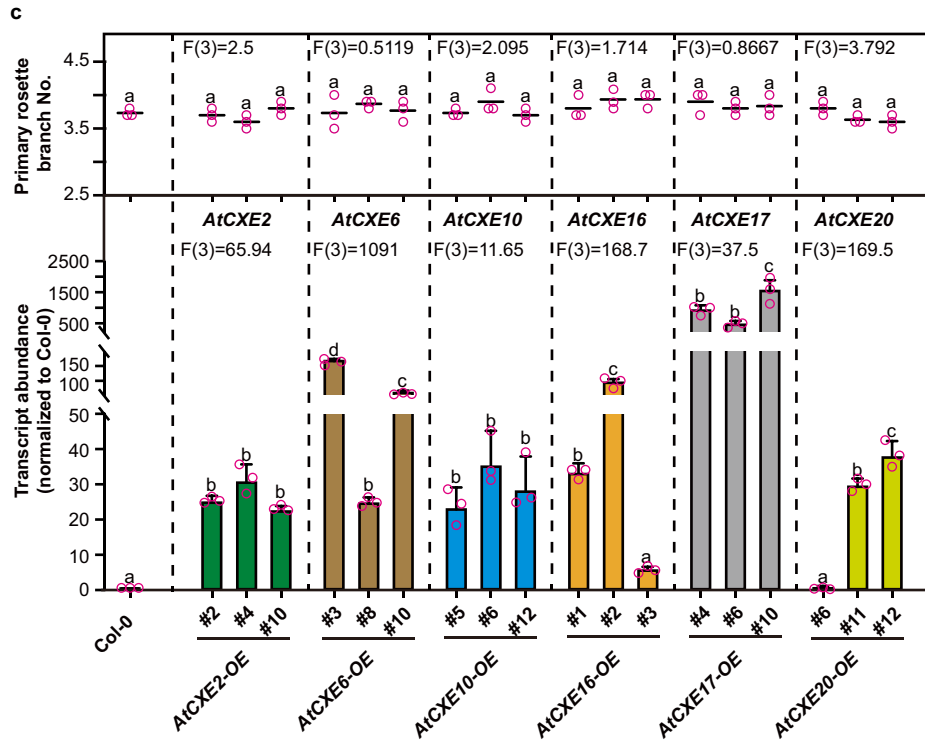 c
F(3)=2.5 F(3)=0.5119 F(3)=2.095 F(3)=1.714 F(3)=0.8667 F(3)=3.792
Primary rosette
branch No.
4.5
3.5
2.5
a a a a a a a a a a a a a a a a a a a
AtCXE2 AtCXE6 AtCXE10 AtCXE16 AtCXE17 AtCXE20
F(3)=65.94 F(3)=1091 F(3)=11.65 F(3)=168.7 F(3)=37.5 F(3)=169.5
Transcript abundance
(normalized to Col-0)
2500
1500
500
150
100
50
40
30
20
10
0
a b b b d b c b b b b c a b b c a b c
Col-0 #2 #4 #10 #3 #8 #10 #5 #6 #12 #1 #2 #3 #4 #6 #10 #6 #11 #12
AtCXE2-OE AtCXE6-OE AtCXE10-OE AtCXE16-OE AtCXE17-OE AtCXE20-OE